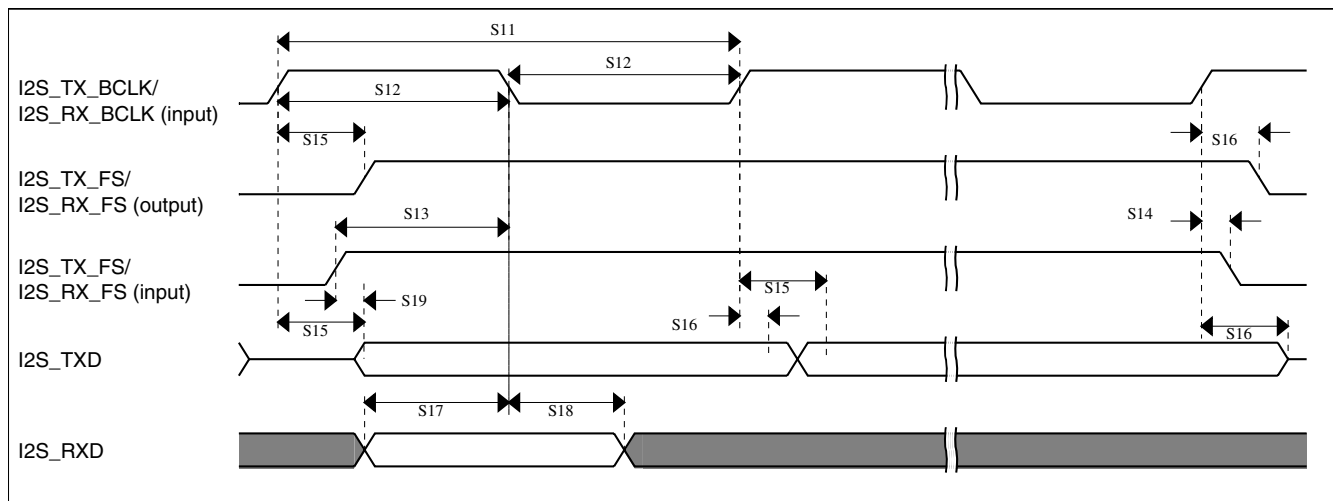 S11
S12
I2S_TX_BCLK/
I2S_RX_BCLK (input)
S12
S15
S16
I2S_TX_FS/
I2S_RX_FS (output)
S13
S14
I2S_TX_FS/
I2S_RX_FS (input)
S15
S19
S15
S16
S16
I2S_TXD
S17
S18
I2S_RXD